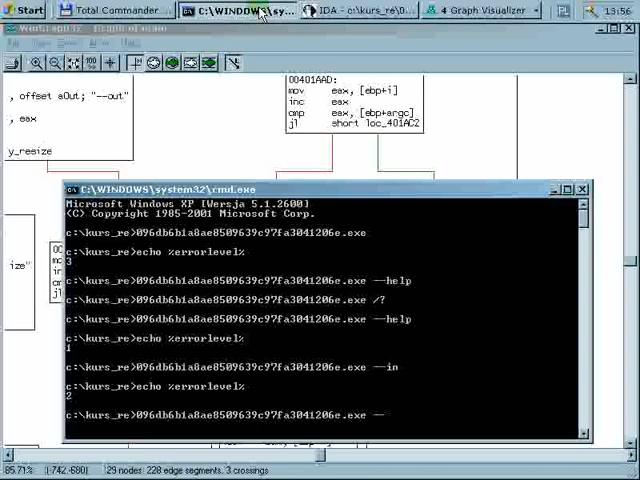 Start Total Commander ... C:\WINDOWS\sy... IDA - c:\kurs_re\0... 4 Graph Visualizer 13:56
100
00401AAD:
, offset aOut; "--out"
mov eax, [ebp+i]
inc eax
, eax
cmp eax, [ebp+argc]
jl short loc_401AC2
y_resize
C:\WINDOWS\system32\cmd.exe
Microsoft Windows XP [Wersja 5.1.2600]
(C) Copyright 1985-2001 Microsoft Corp.
c:\kurs_re>096db6b1a8ae8509639c97fa3041206e.exe
c:\kurs_re>echo %errorlevel%
3
ize"
c:\kurs_re>096db6b1a8ae8509639c97fa3041206e.exe --help
c:\kurs_re>096db6b1a8ae8509639c97fa3041206e.exe /?
c:\kurs_re>096db6b1a8ae8509639c97fa3041206e.exe --help
c:\kurs_re>echo %errorlevel%
1
c:\kurs_re>096db6b1a8ae8509639c97fa3041206e.exe --in
c:\kurs_re>echo %errorlevel%
2
c:\kurs_re>096db6b1a8ae8509639c97fa3041206e.exe --
85.71% (-742,-680) 29 nodes: 228 edge segments, 3 crossings